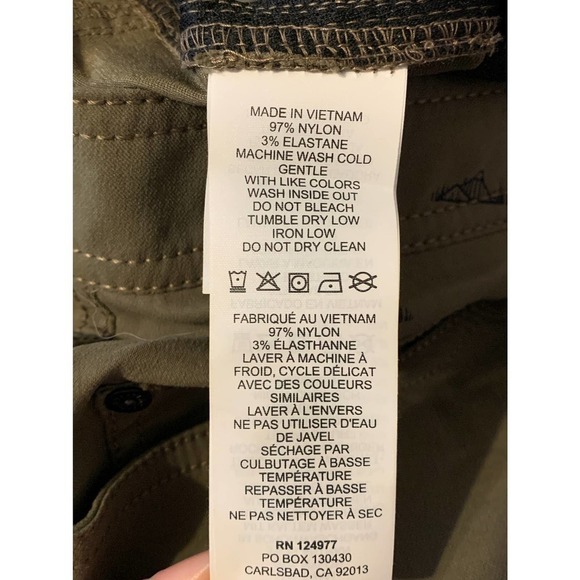 MADE IN VIETNAM
97% NYLON
3% ELASTANE
MACHINE WASH COLD
GENTLE
WITH LIKE COLORS
WASH INSIDE OUT
DO NOT BLEACH
TUMBLE DRY LOW
IRON LOW
DO NOT DRY CLEAN
FABRIQUÉ AU VIETNAM
97% NYLON
3% ÉLASTHANNE
LAVER À MACHINE À
FROID, CYCLE DÉLICAT
AVEC DES COULEURS
SIMILAIRES
LAVER À L'ENVERS
NE PAS UTILISER D'EAU
DE JAVEL
SÉCHAGE PAR
CULBUTAGE À BASSE
TEMPÉRATURE
REPASSER À BASSE
TEMPÉRATURE
NE PAS NETTOYER À SEC
RN 124977
PO BOX 130430
CARLSBAD, CA 92013